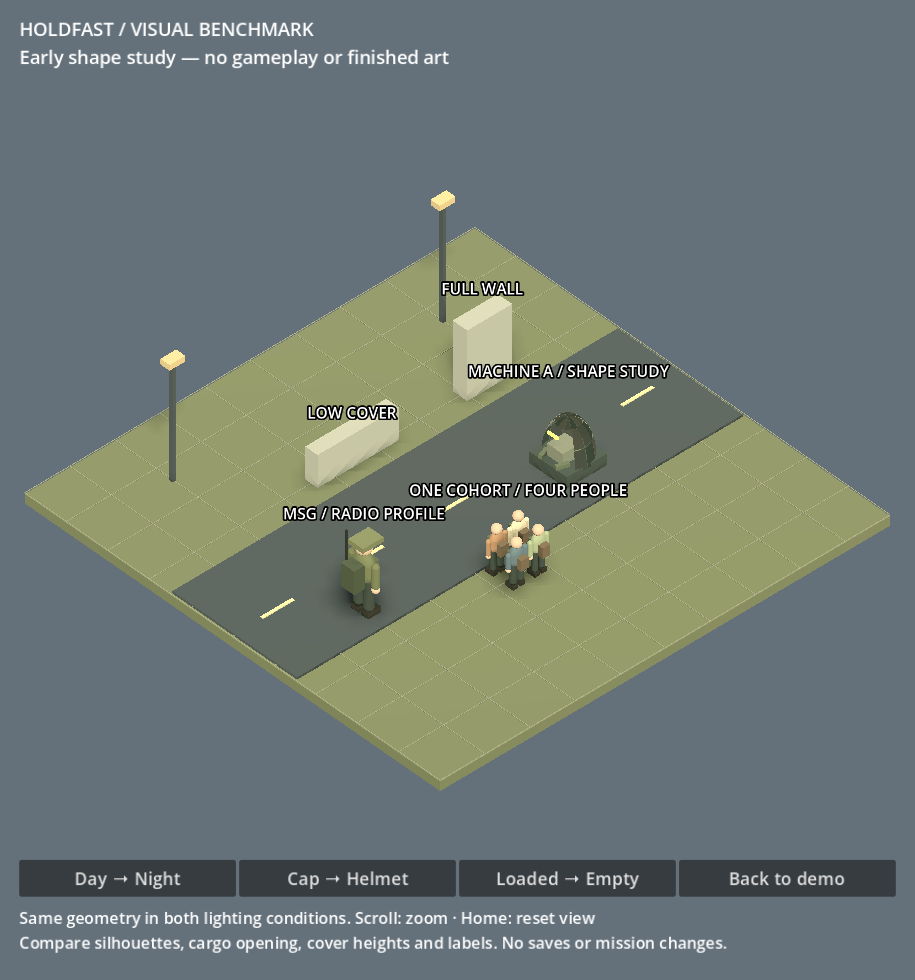 HOLDFAST / VISUAL BENCHMARK
Early shape study — no gameplay or finished art
FULL WALL
MACHINE A / SHAPE STUDY
LOW COVER
ONE COHORT / FOUR PEOPLE
MSG / RADIO PROFILE
Day → Night
Cap → Helmet
Loaded → Empty
Back to demo
Same geometry in both lighting conditions. Scroll: zoom · Home: reset view
Compare silhouettes, cargo opening, cover heights and labels. No saves or mission changes.